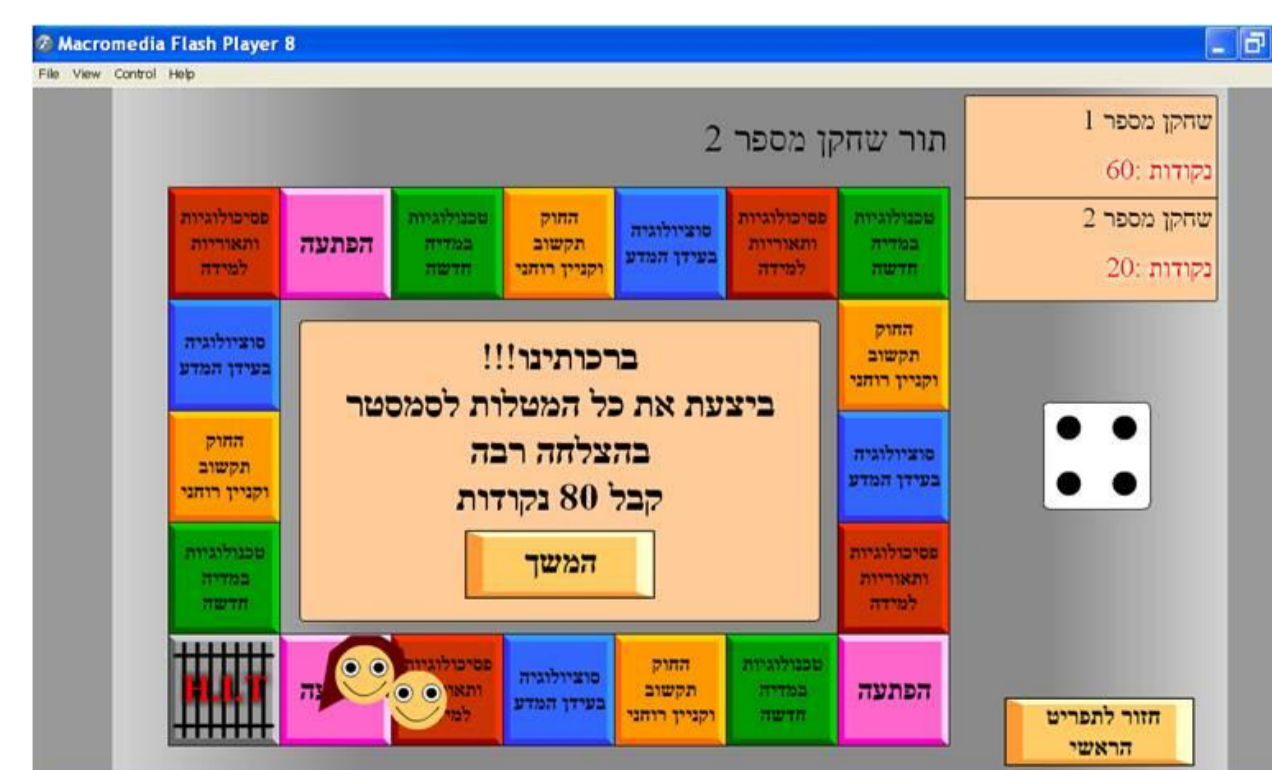 Macromedia Flash Player 8
File View Control Help
תור שחקן מספר 2
שחקן מספר 1
נקודות :60
שחקן מספר 2
נקודות :20
טכנולוגיות
במדיה
חדשה
פסיכולוגיות
ותאוריות
למידה
סוציולוגיה
בעידן המדע
החוק
תקשוב
וקניין רוחני
טכנולוגיות
במדיה
חדשה
הפתעה
פסיכולוגיות
ותאוריות
למידה
החוק
תקשוב
וקניין רוחני
סוציולוגיה
בעידן המדע
ברכותינו!!!
ביצעת את כל המטלות לסמסטר
בהצלחה רבה
קבל 80 נקודות
המשך
סוציולוגיה
בעידן המדע
החוק
תקשוב
וקניין רוחני
פסיכולוגיות
ותאוריות
למידה
טכנולוגיות
במדיה
חדשה
הפתעה
טכנולוגיות
במדיה
חדשה
החוק
תקשוב
וקניין רוחני
סוציולוגיה
בעידן המדע
פסיכולוגיות
H.I.T
חזור לתפריט
הראשי